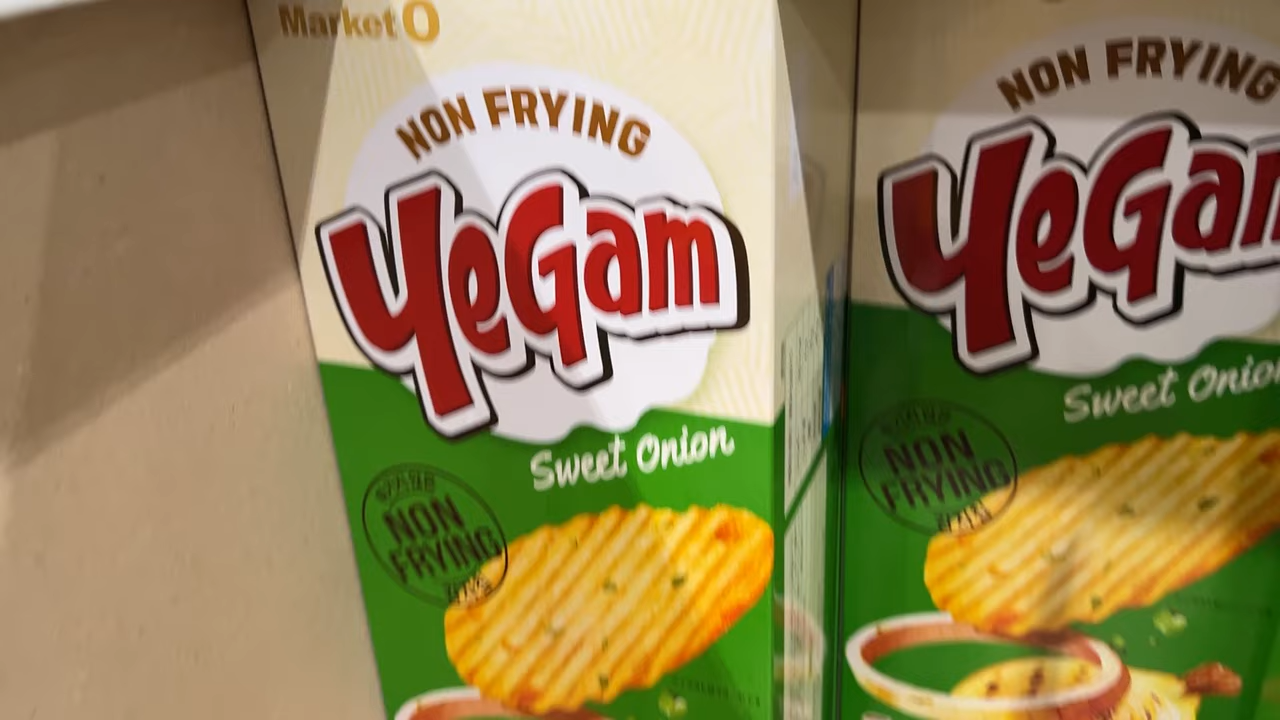 Market O
NON FRYING
YeGam
Sweet Onion
NON
FRYING
NON FRYING
YeGam
Sweet Onion
NON
FRYING